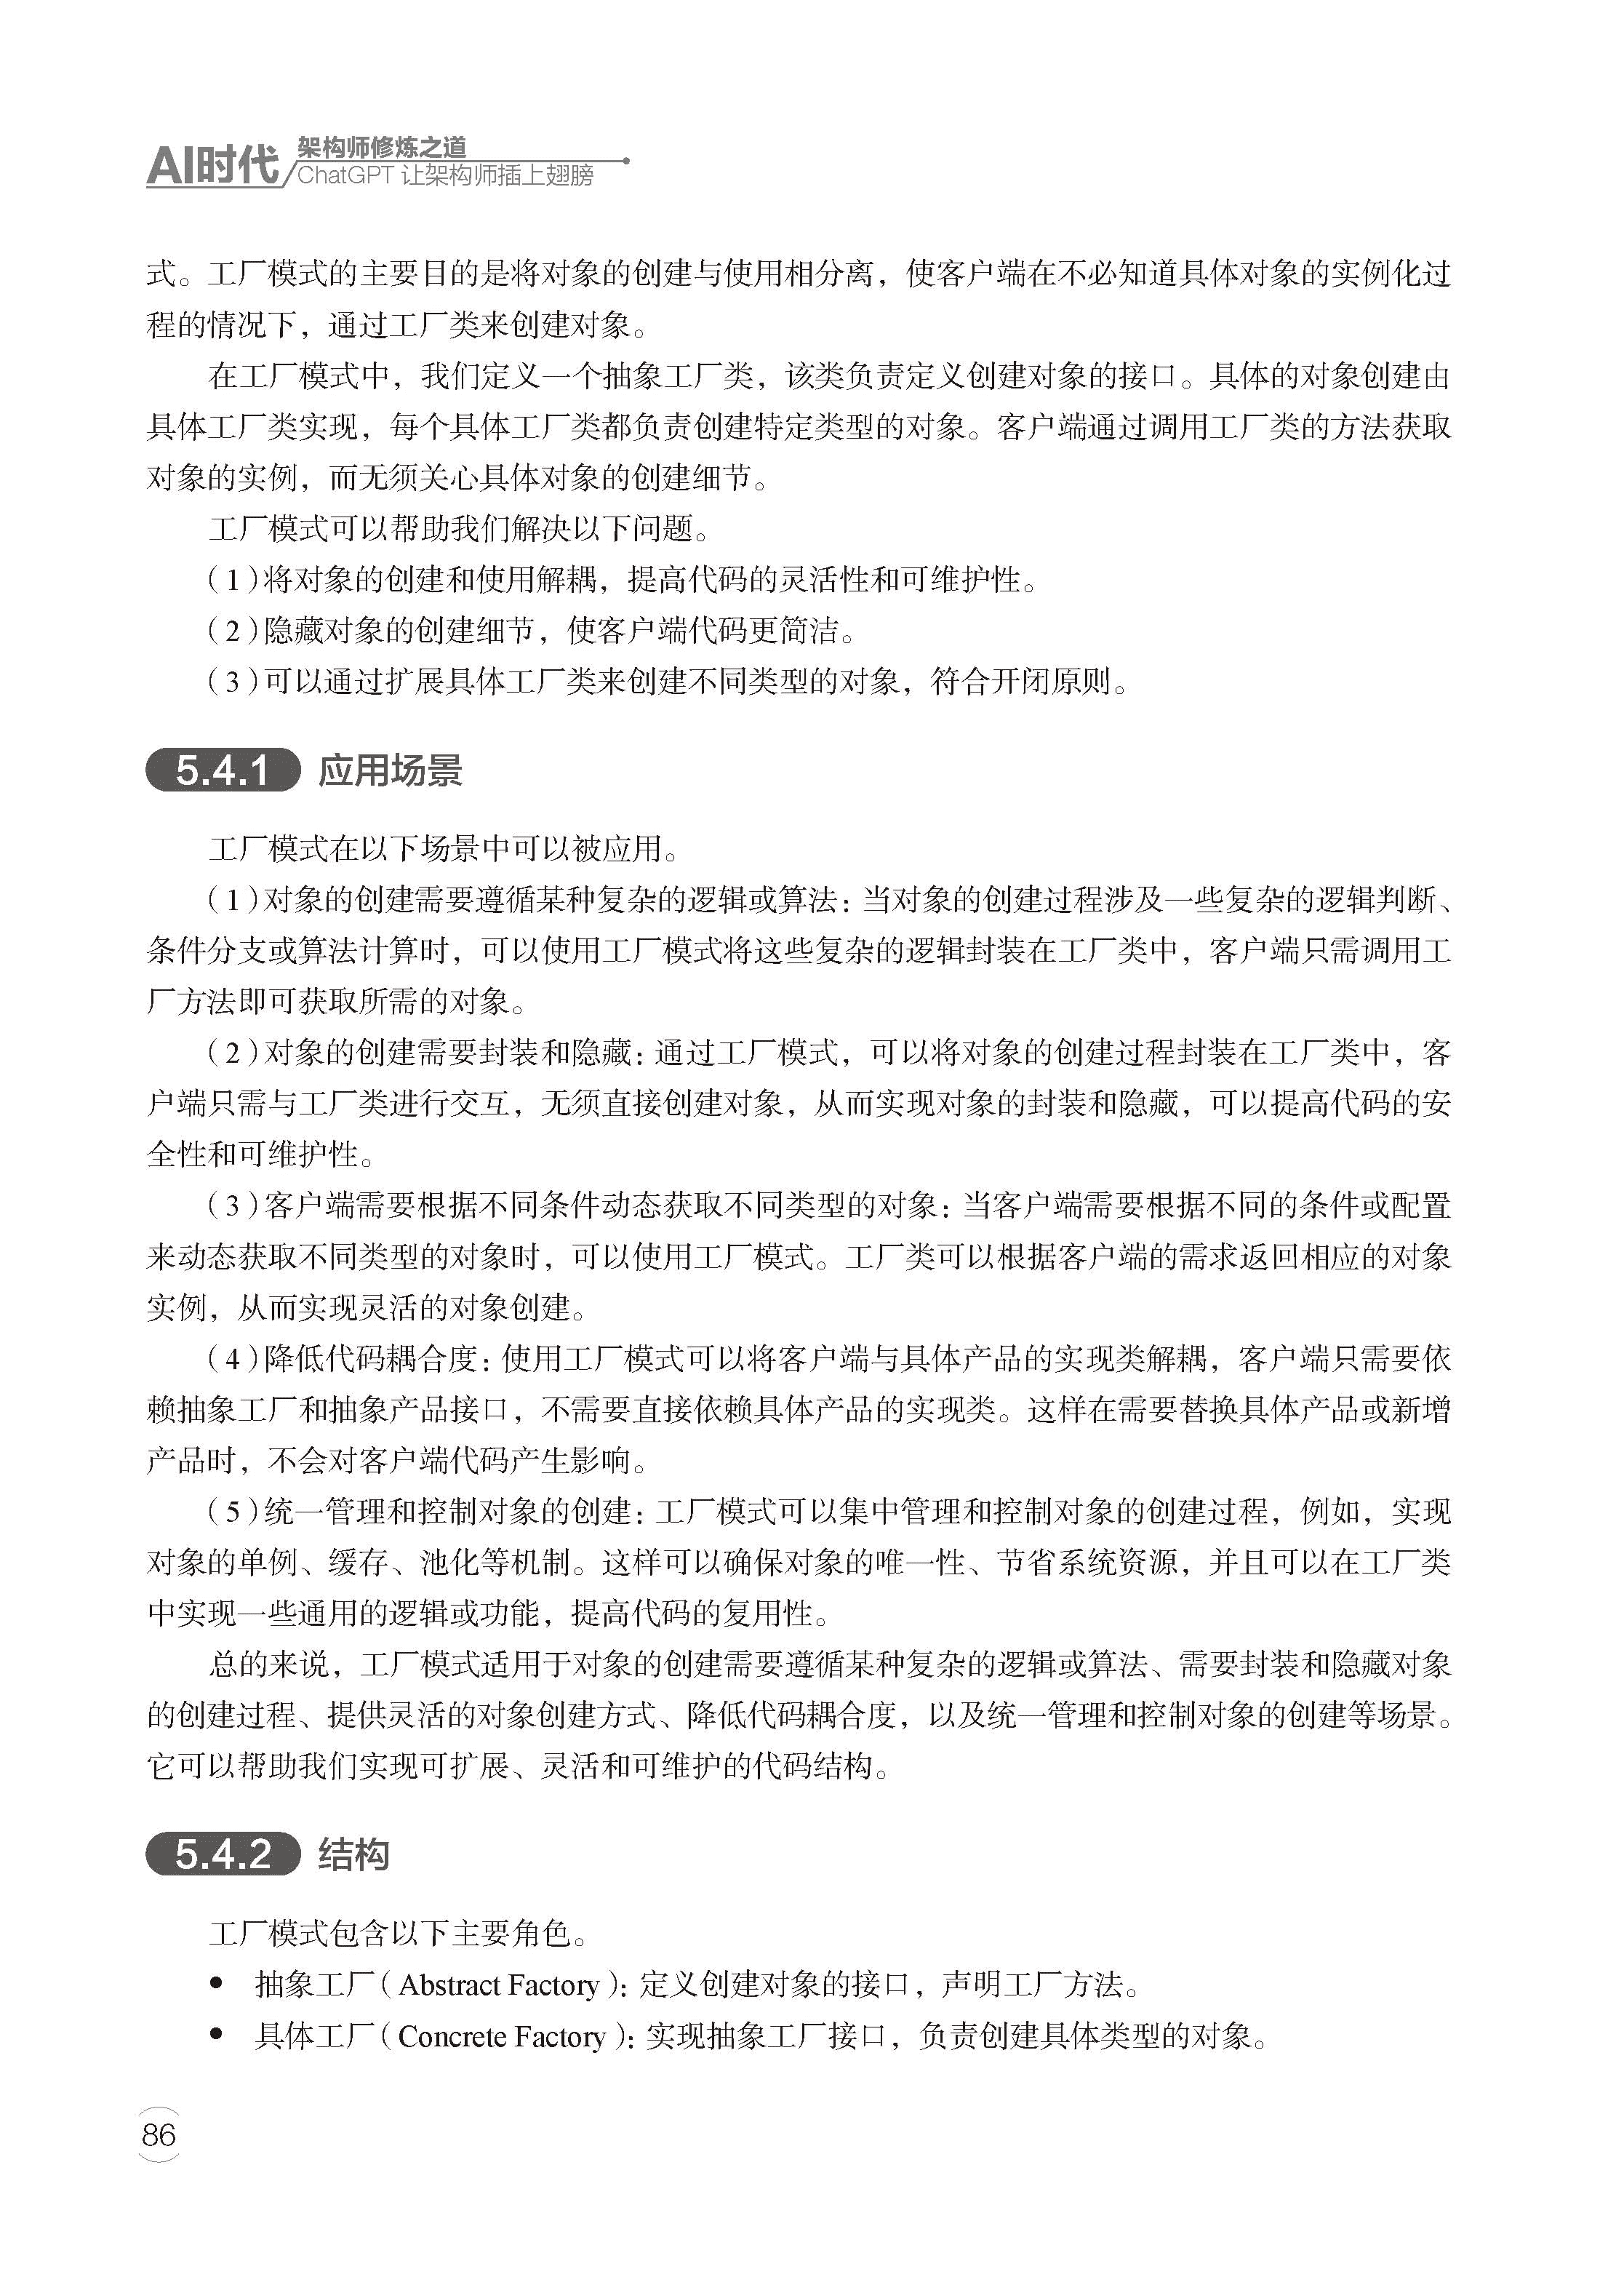 AI时代
架构师修炼之道
ChatGPT 让架构师插上翅膀
式。工厂模式的主要目的是将对象的创建与使用相分离，使客户端在不必知道具体对象的实例化过
程的情况下，通过工厂类来创建对象。
在工厂模式中，我们定义一个抽象工厂类，该类负责定义创建对象的接口。具体的对象创建由
具体工厂类实现，每个具体工厂类都负责创建特定类型的对象。客户端通过调用工厂类的方法获取
对象的实例，而无须关心具体对象的创建细节。
工厂模式可以帮助我们解决以下问题。
（1）将对象的创建和使用解耦，提高代码的灵活性和可维护性。
（2）隐藏对象的创建细节，使客户端代码更简洁。
（3）可以通过扩展具体工厂类来创建不同类型的对象，符合开闭原则。
5.4.1 应用场景
工厂模式在以下场景中可以被应用。
（1）对象的创建需要遵循某种复杂的逻辑或算法：当对象的创建过程涉及一些复杂的逻辑判断、
条件分支或算法计算时，可以使用工厂模式将这些复杂的逻辑封装在工厂类中，客户端只需调用工
厂方法即可获取所需的对象。
（2）对象的创建需要封装和隐藏：通过工厂模式，可以将对象的创建过程封装在工厂类中，客
户端只需与工厂类进行交互，无须直接创建对象，从而实现对象的封装和隐藏，可以提高代码的安
全性和可维护性。
（3）客户端需要根据不同条件动态获取不同类型的对象：当客户端需要根据不同的条件或配置
来动态获取不同类型的对象时，可以使用工厂模式。工厂类可以根据客户端的需求返回相应的对象
实例，从而实现灵活的对象创建。
（4）降低代码耦合度：使用工厂模式可以将客户端与具体产品的实现类解耦，客户端只需要依
赖抽象工厂和抽象产品接口，不需要直接依赖具体产品的实现类。这样在需要替换具体产品或新增
产品时，不会对客户端代码产生影响。
（5）统一管理和控制对象的创建：工厂模式可以集中管理和控制对象的创建过程，例如，实现
对象的单例、缓存、池化等机制。这样可以确保对象的唯一性、节省系统资源，并且可以在工厂类
中实现一些通用的逻辑或功能，提高代码的复用性。
总的来说，工厂模式适用于对象的创建需要遵循某种复杂的逻辑或算法、需要封装和隐藏对象
的创建过程、提供灵活的对象创建方式、降低代码耦合度，以及统一管理和控制对象的创建等场景。
它可以帮助我们实现可扩展、灵活和可维护的代码结构。
5.4.2 结构
工厂模式包含以下主要角色。
● 抽象工厂（Abstract Factory）：定义创建对象的接口，声明工厂方法。
● 具体工厂（Concrete Factory）：实现抽象工厂接口，负责创建具体类型的对象。
86